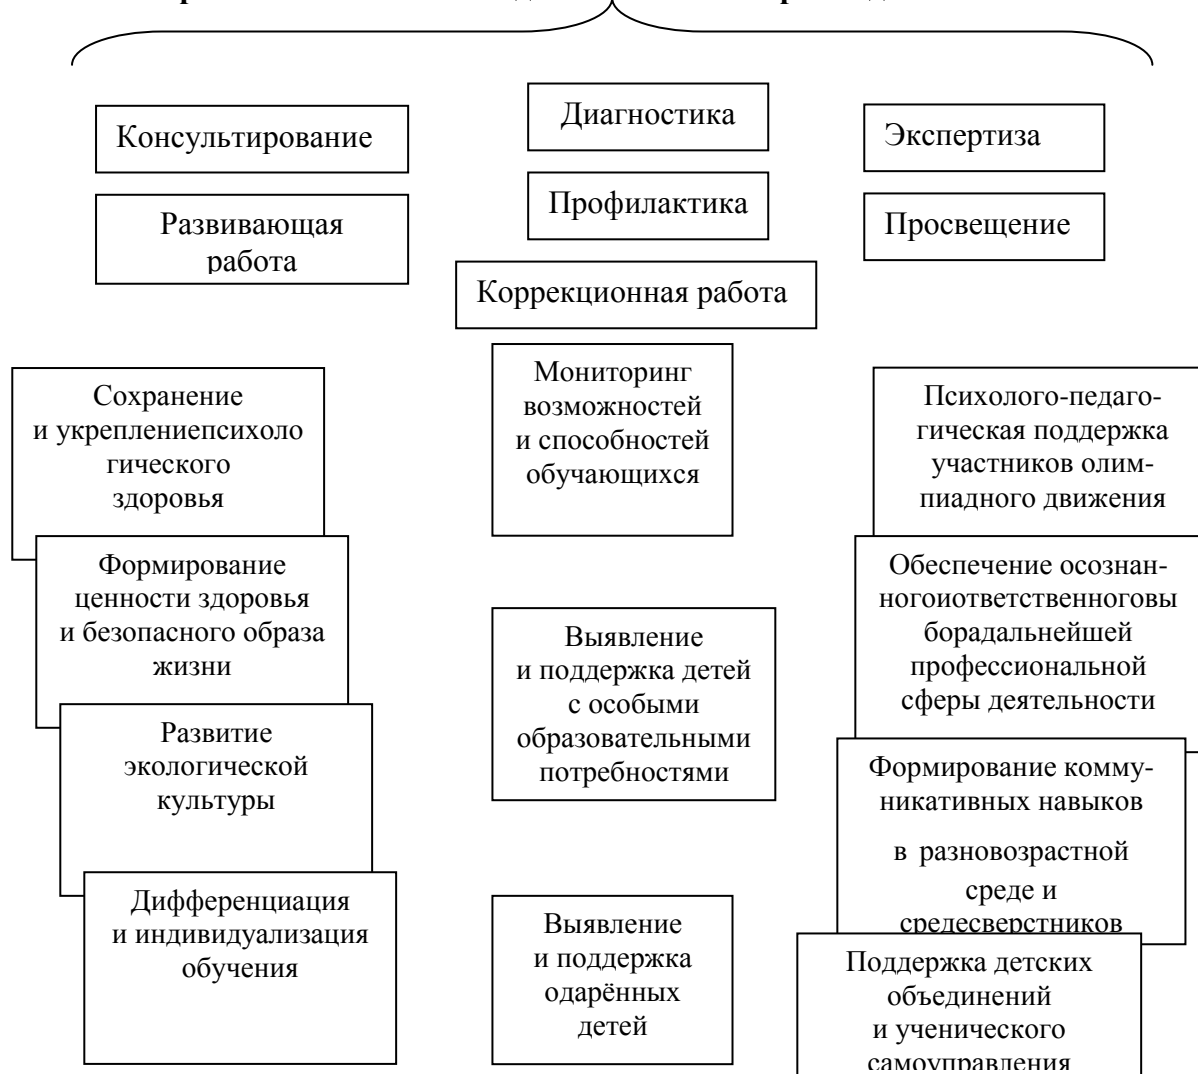 Консультирование
Диагностика
Экспертиза
Развивающая
работа
Профилактика
Просвещение
Коррекционная работа
Сохранение
и укреплениепсихоло
гического
здоровья
Мониторинг
возможностей
и способностей
обучающихся
Психолого-педаго-
гическая поддержка
участников олим-
пиадного движения
Формирование
ценности здоровья
и безопасного образа
жизни
Выявление
и поддержка детей
с особыми
образовательными
потребностями
Обеспечение осознан-
ногоиответственноговы
борадальнейшей
профессиональной
сферы деятельности
Развитие
экологической
культуры
Формирование комму-
никативных навыков
в разновозрастной
среде и
средесверстников
Дифференциация
и индивидуализация
обучения
Выявление
и поддержка
одарённых
детей
Поддержка детских
объединений
и ученического
самоуправления